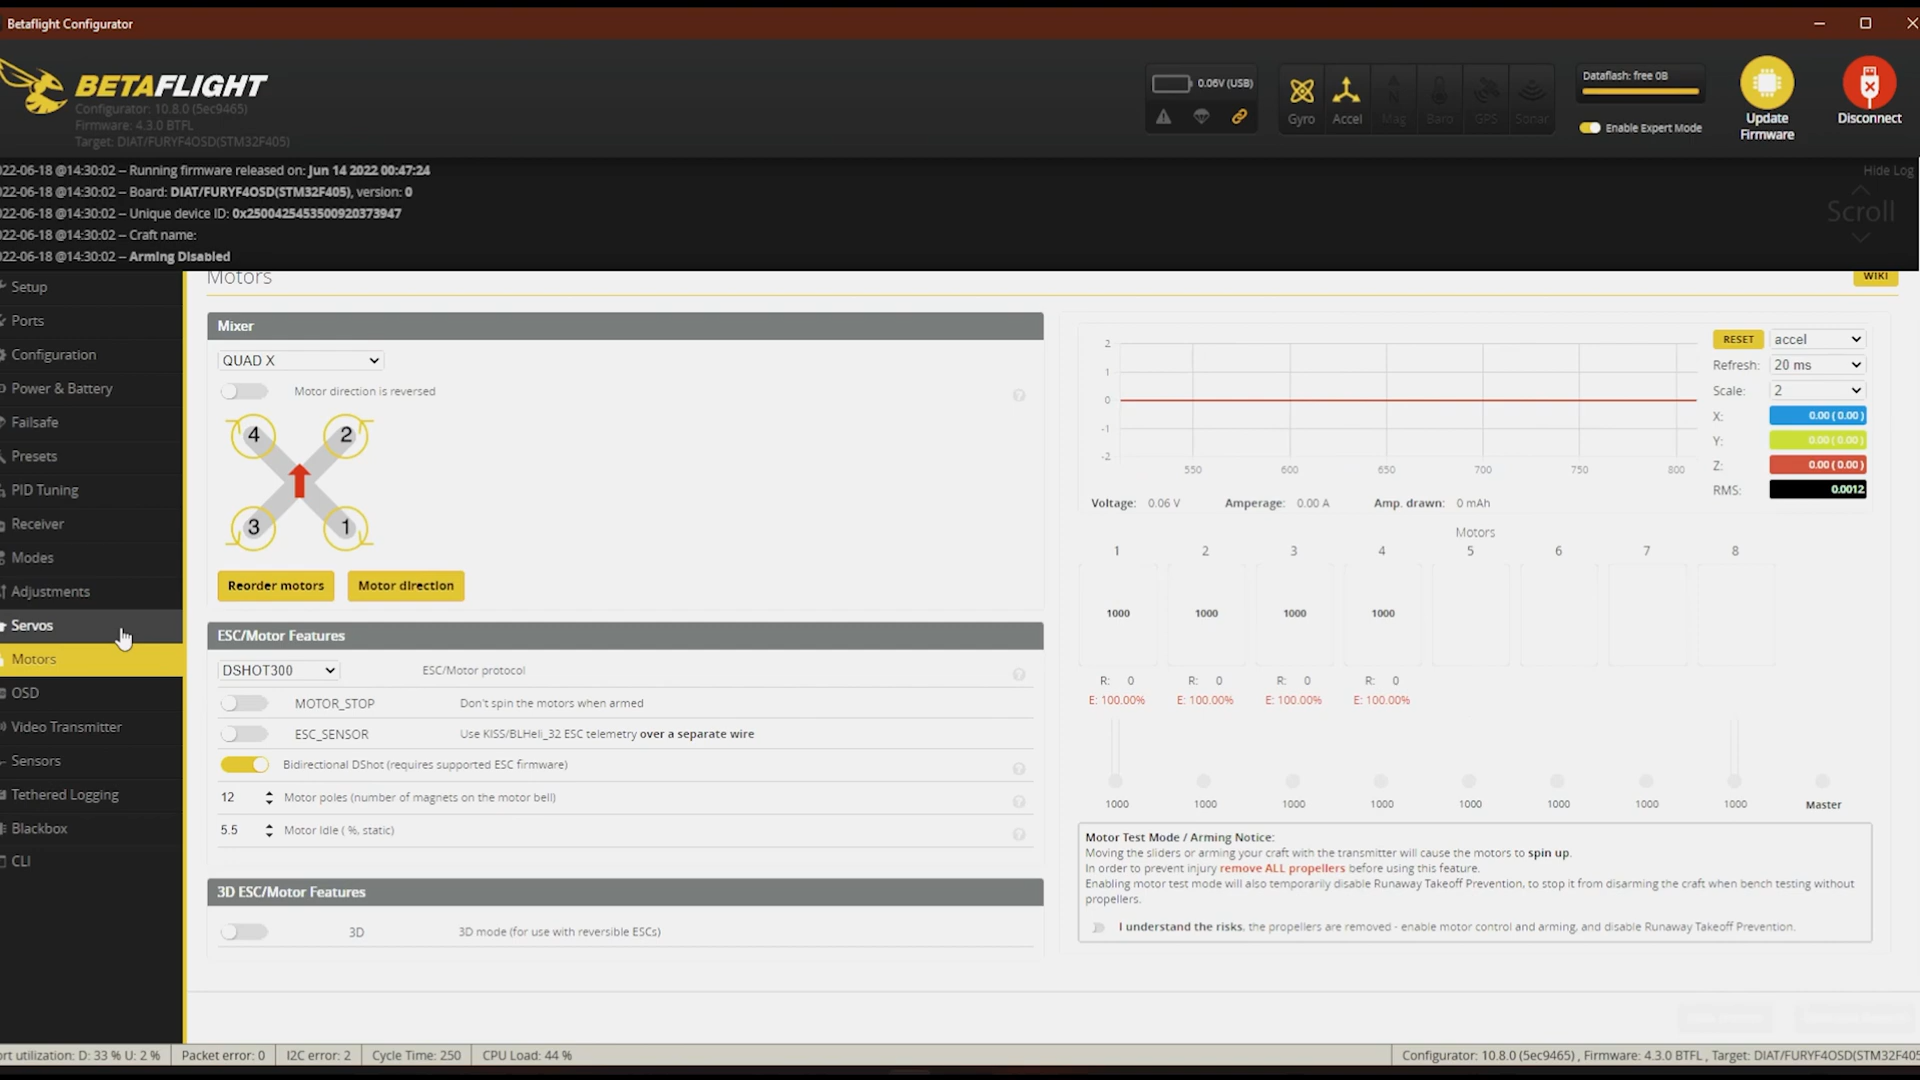 Betaflight Configurator
BETAFLIGHT
Configurator: 10.8.0 (5ec9465)
Firmware: 4.3.0 BTFL
Target: DIAT/FURYF4OSD(STM32F405)
0.06V (USB)
Gyro
Accel
Mag
Baro
GPS
Sonar
Dataflash: free 0B
Enable Expert Mode
Update
Firmware
Disconnect
22-06-18 @14:30:02 -- Running firmware released on: Jun 14 2022 00:47:24
22-06-18 @14:30:02 -- Board: DIAT/FURYF4OSD(STM32F405), version: 0
22-06-18 @14:30:02 -- Unique device ID: 0x2500425453500920373947
22-06-18 @14:30:02 -- Craft name:
22-06-18 @14:30:02 -- Arming Disabled
Hide Log
Scroll
Setup
Ports
Configuration
Power & Battery
Failsafe
Presets
PID Tuning
Receiver
Modes
Adjustments
Servos
Motors
OSD
Video Transmitter
Sensors
Tethered Logging
Blackbox
CLI
Motors
WIKI
Mixer
QUAD X
Motor direction is reversed
4 2
3 1
Reorder motors Motor direction
ESC/Motor Features
DSHOT300 ESC/Motor protocol
MOTOR_STOP Don't spin the motors when armed
ESC_SENSOR Use KISS/BLHeli_32 ESC telemetry over a separate wire
Bidirectional DShot (requires supported ESC firmware)
12 Motor poles (number of magnets on the motor bell)
5.5 Motor Idle ( %, static)
3D ESC/Motor Features
3D 3D mode (for use with reversible ESCs)
2
1
0
-1
-2
550 600 650 700 750 800
RESET accel
Refresh: 20 ms
Scale: 2
X: 0.00 ( 0.00 )
Y: 0.00 ( 0.00 )
Z: 0.00 ( 0.00 )
RMS: 0.0012
Voltage: 0.06 V Amperage: 0.00 A Amp. drawn: 0 mAh
Motors
1 2 3 4 5 6 7 8
1000 1000 1000 1000
R: 0 R: 0 R: 0 R: 0
E: 100.00% E: 100.00% E: 100.00% E: 100.00%
1000 1000 1000 1000 1000 1000 1000 1000 Master
Motor Test Mode / Arming Notice:
Moving the sliders or arming your craft with the transmitter will cause the motors to spin up.
In order to prevent injury remove ALL propellers before using this feature.
Enabling motor test mode will also temporarily disable Runaway Takeoff Prevention, to stop it from disarming the craft when bench testing without
propellers.
I understand the risks, the propellers are removed - enable motor control and arming, and disable Runaway Takeoff Prevention.
ort utilization: D: 33 % U: 2 % Packet error: 0 I2C error: 2 Cycle Time: 250 CPU Load: 44 % Configurator: 10.8.0 (5ec9465) , Firmware: 4.3.0 BTFL , Target: DIAT/FURYF4OSD(STM32F405